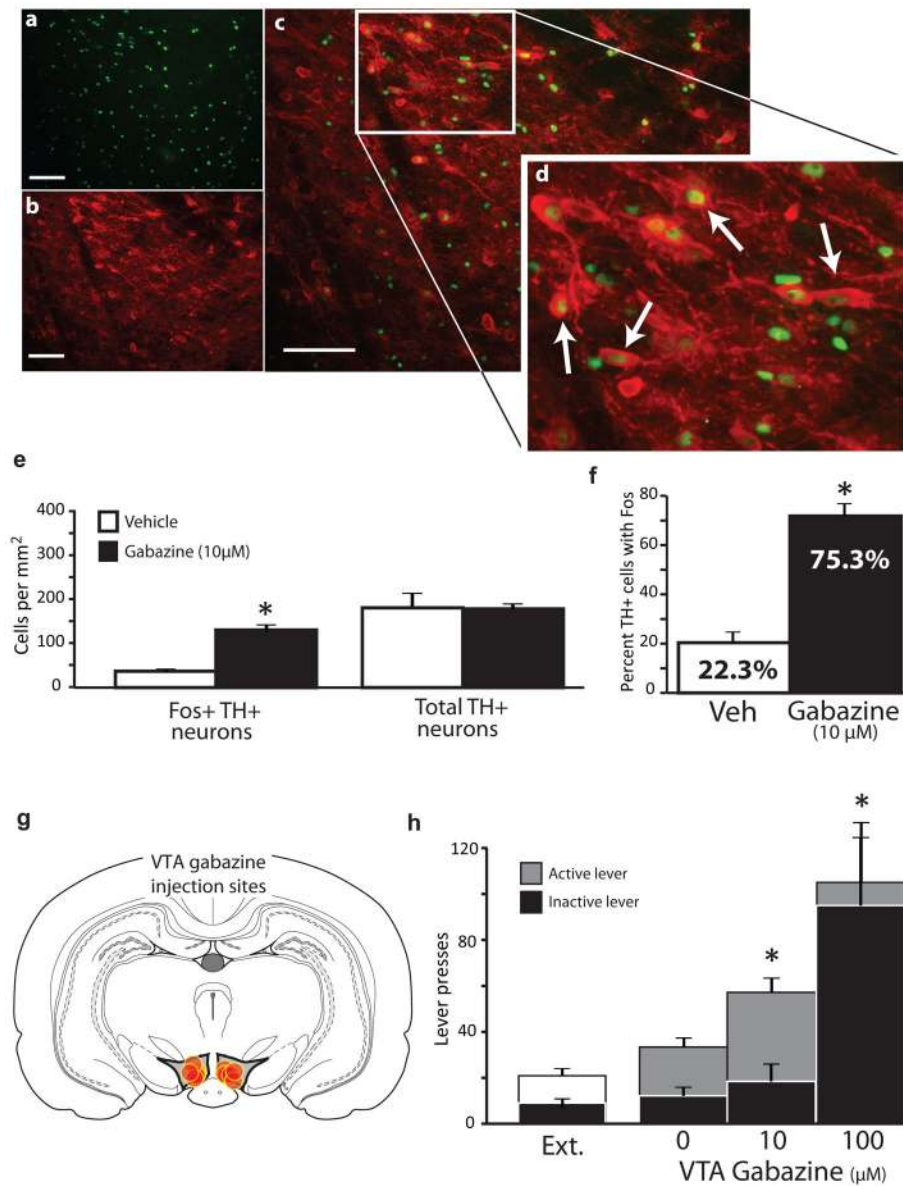 a
b
c
d
e
400
300
200
100
0
Cells per mm²
Vehicle
Gabazine (10μM)
*
Fos+ TH+
neurons
Total TH+
neurons
f
80
60
40
20
0
Percent TH+ cells with Fos
*
22.3%
75.3%
Veh
Gabazine
(10 μM)
g
VTA gabazine
injection sites
h
120
80
40
0
Lever presses
Active lever
Inactive lever
*
*
Ext.
0
10
100
VTA Gabazine (μM)